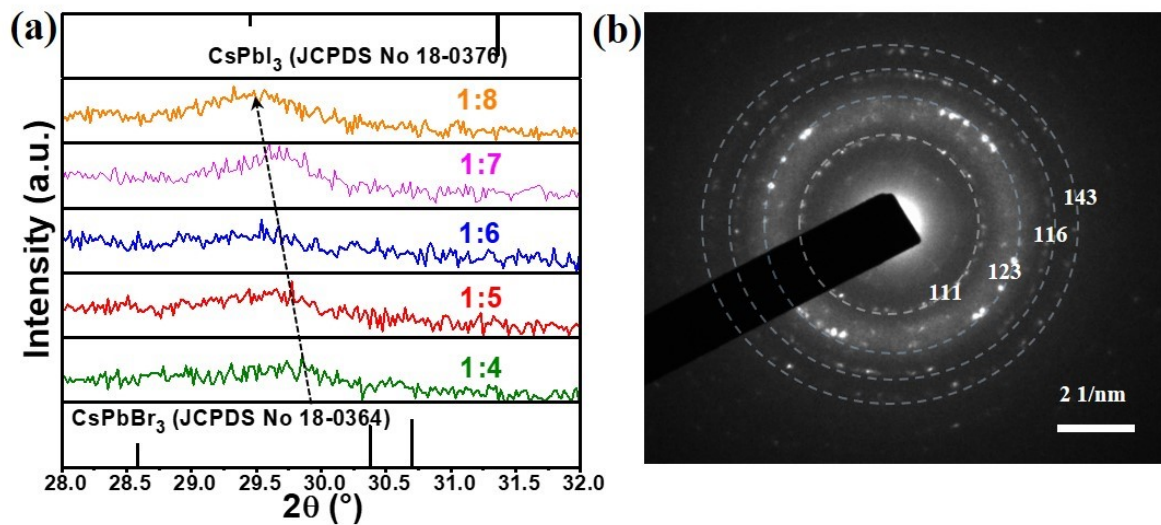 (a)
CsPbI3 (JCPDS No 18-0376)
1:8
1:7
1:6
1:5
1:4
CsPbBr3 (JCPDS No 18-0364)
28.0 28.5 29.0 29.5 30.0 30.5 31.0 31.5 32.0
2θ (°)
Intensity (a.u.)
(b)
143
116
123
111
2 1/nm